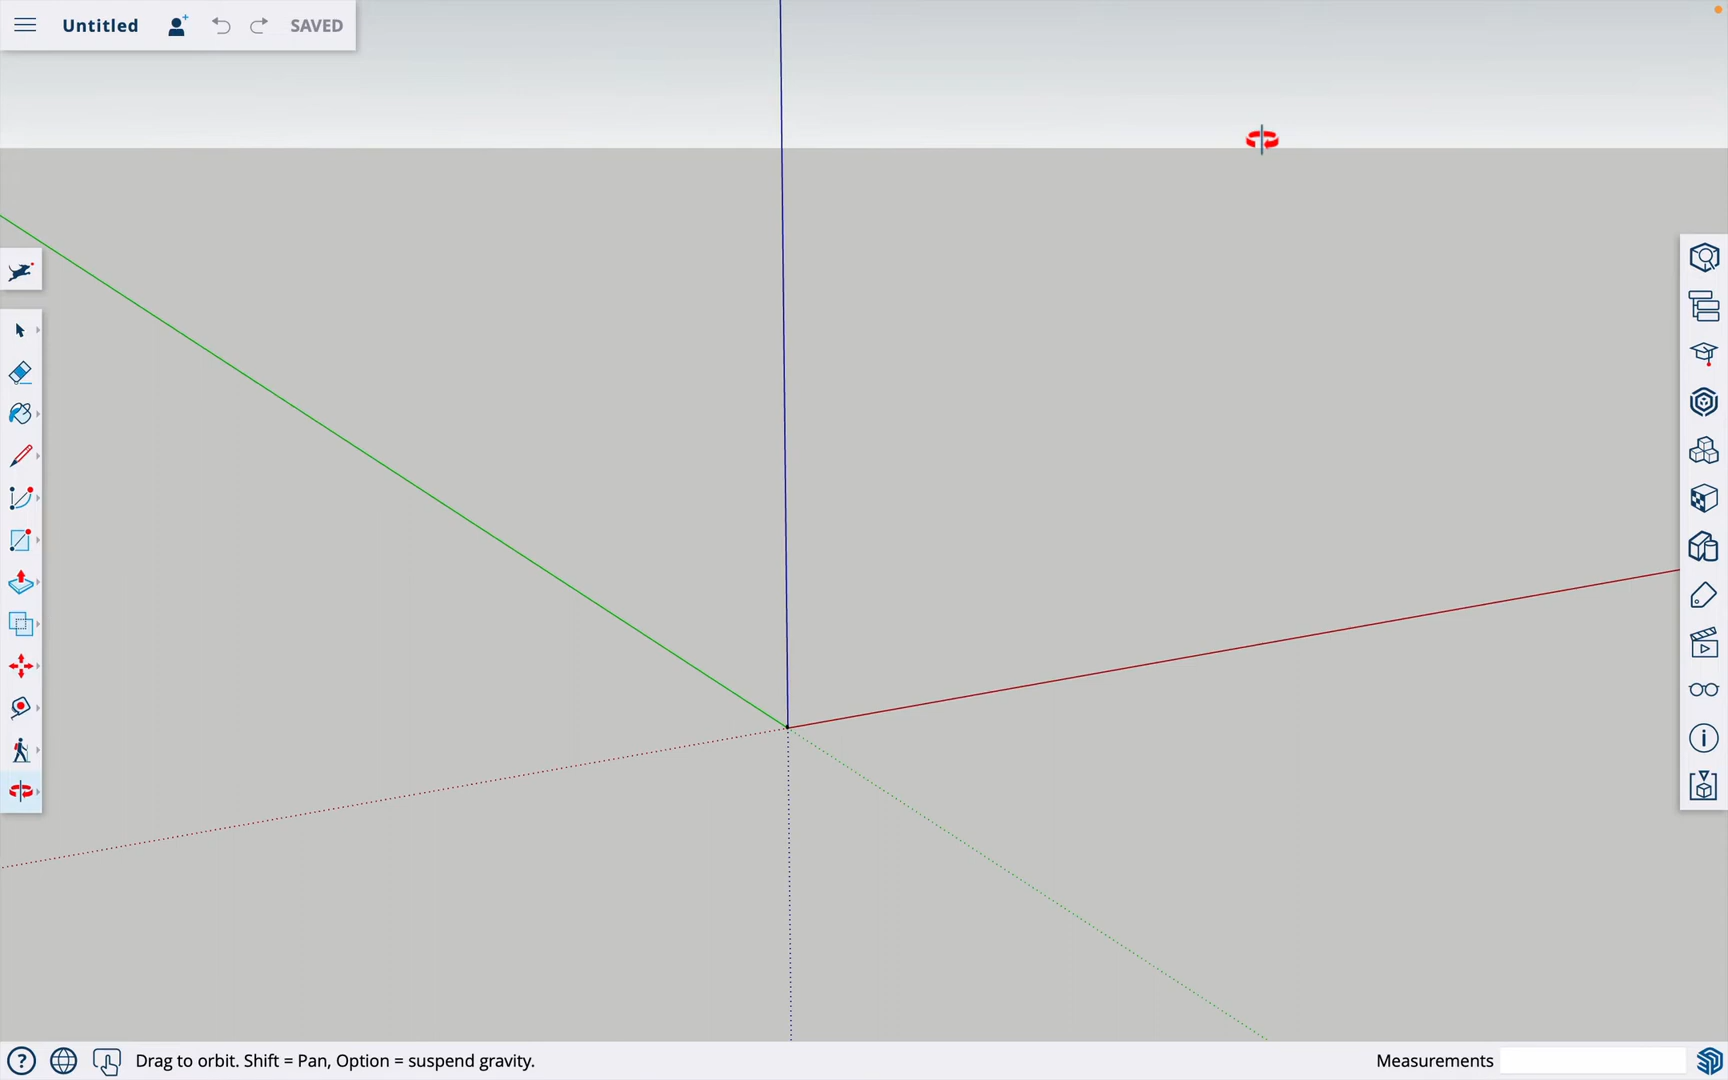 Untitled
SAVED
Drag to orbit. Shift = Pan, Option = suspend gravity.
Measurements